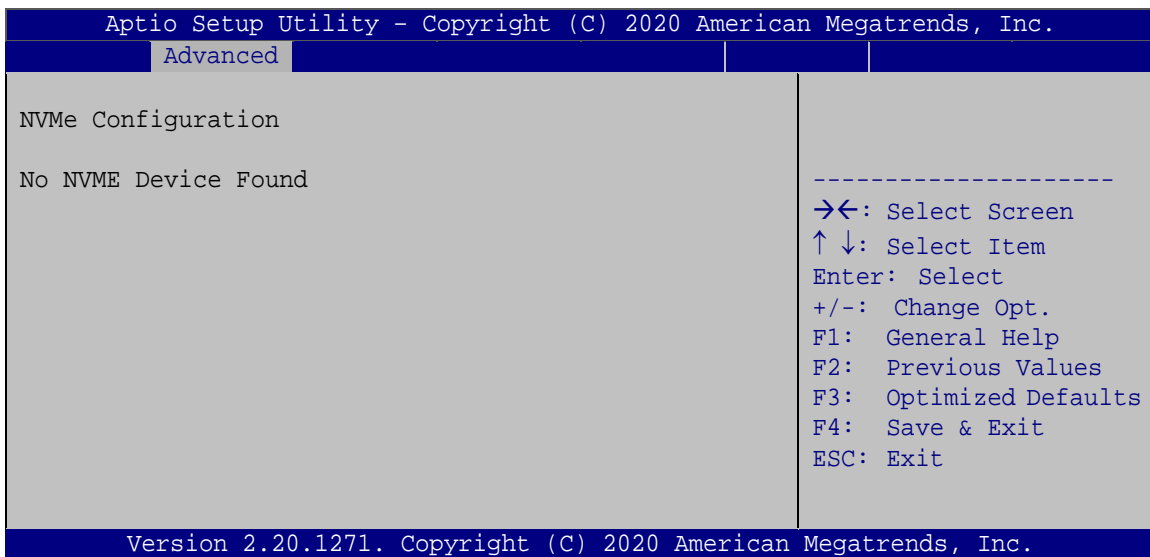 Aptio Setup Utility – Copyright (C) 2020 American Megatrends, Inc.
Advanced
NVMe Configuration
No NVME Device Found
---------------------
→←: Select Screen
↑ ↓: Select Item
Enter: Select
+/-: Change Opt.
F1: General Help
F2: Previous Values
F3: Optimized Defaults
F4: Save & Exit
ESC: Exit
Version 2.20.1271. Copyright (C) 2020 American Megatrends, Inc.